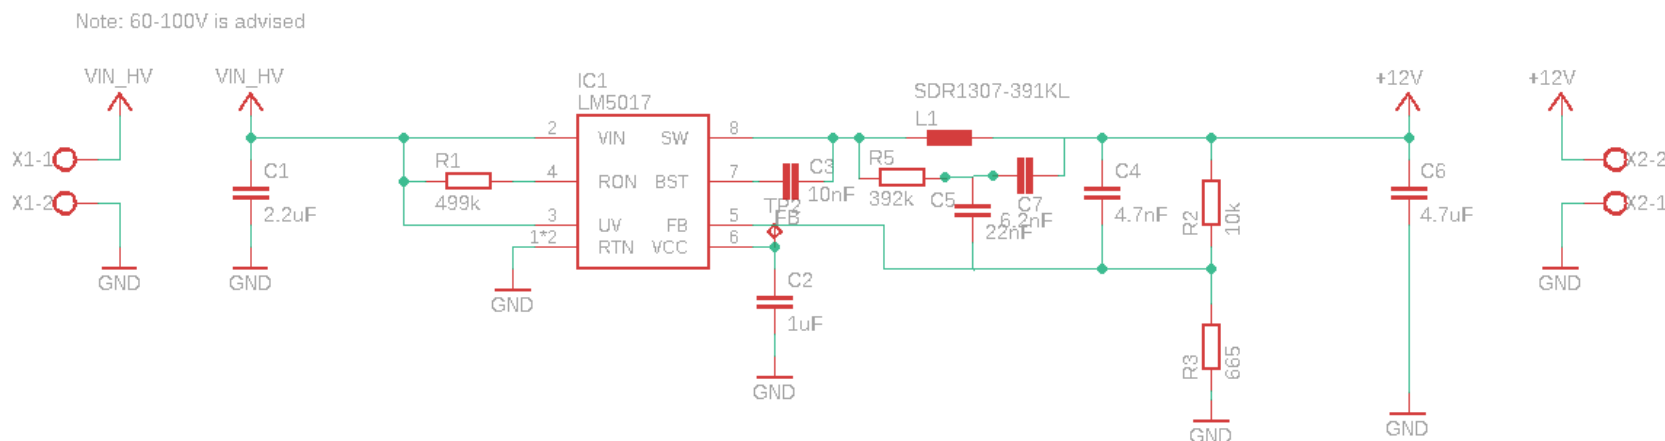 Note: 60-100V is advised
VIN_HV
VIN_HV
IC1
LM5017
SDR1307-391KL
+12V
+12V
L1
2
VIN
SW
8
X1-1
X2-2
R1
4
RON
BST
7
C3
10nF
R5
392k
C1
499k
C4
C6
X1-2
2.2uF
3
UV
FB
5
TP2
FB
C5
22nF
C7
6.2nF
4.7nF
R2
10k
4.7uF
X2-1
1*2
RTN
VCC
6
GND
GND
GND
GND
C2
1uF
R3
665
GND
GND
GND